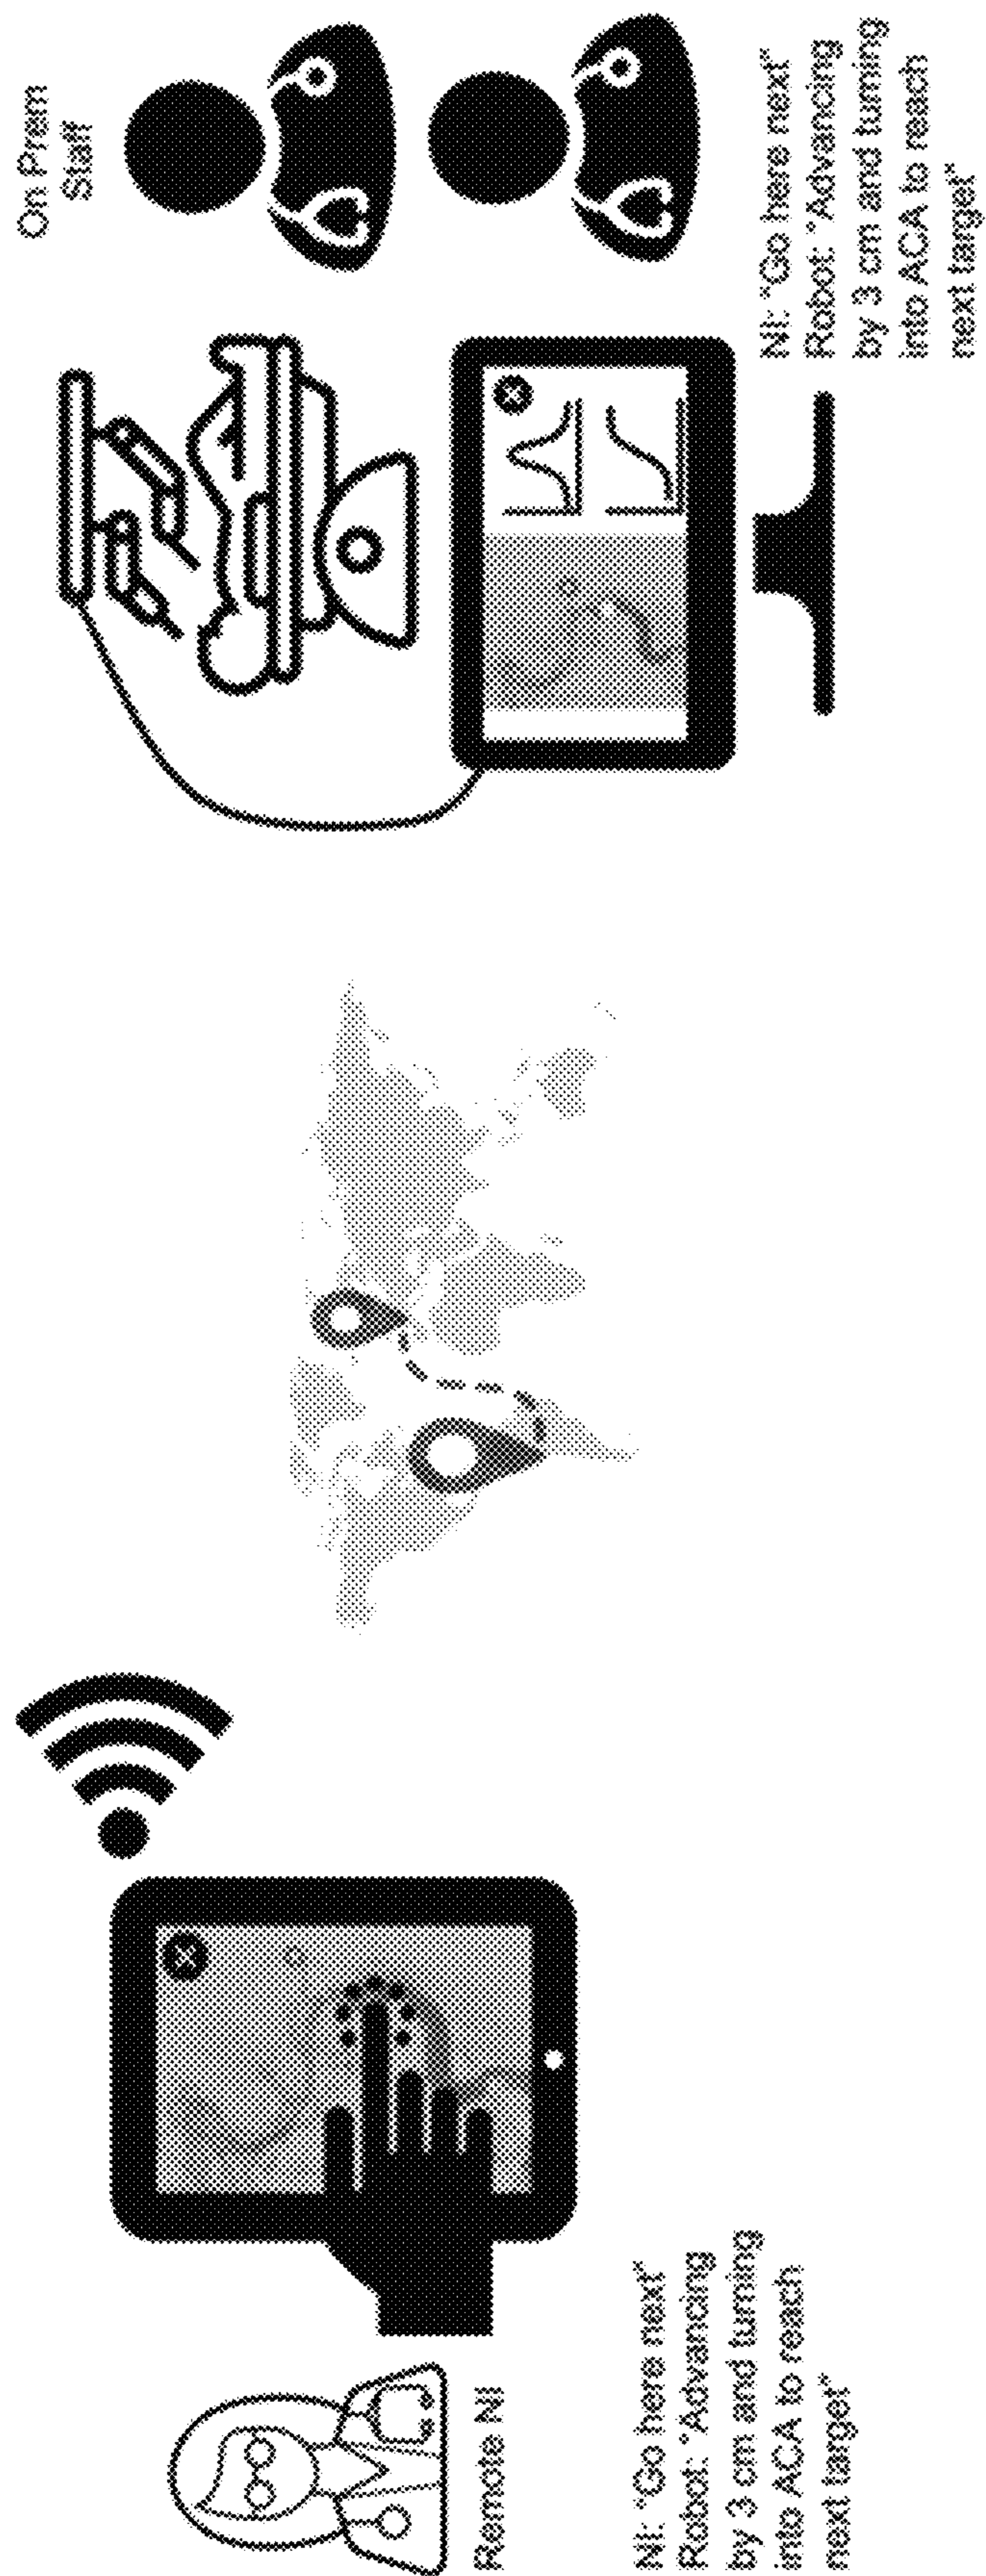 Remote NI
NI: "Go here next"
Robot: "Advancing
by 3 cm and turning
into ACA to reach
next target"
On Prem
Staff
NI: "Go here next"
Robot: "Advancing
by 3 cm and turning
into ACA to reach
next target"